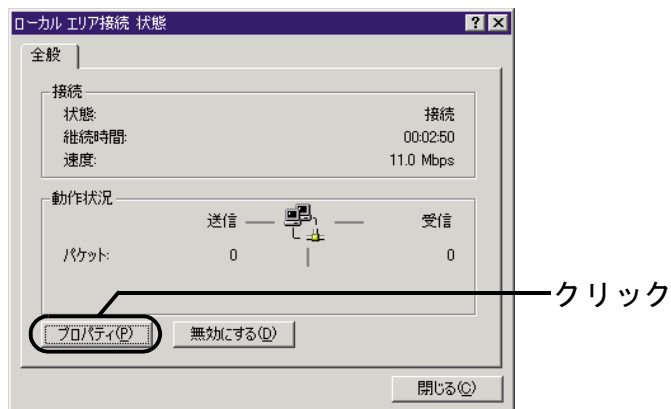 ローカル エリア接続 状態
全般
接続
状態: 接続
継続時間: 00:02:50
速度: 11.0 Mbps
動作状況
送信 受信
パケット: 0 0
クリック
プロパティ(P) 無効にする(D)
閉じる(C)